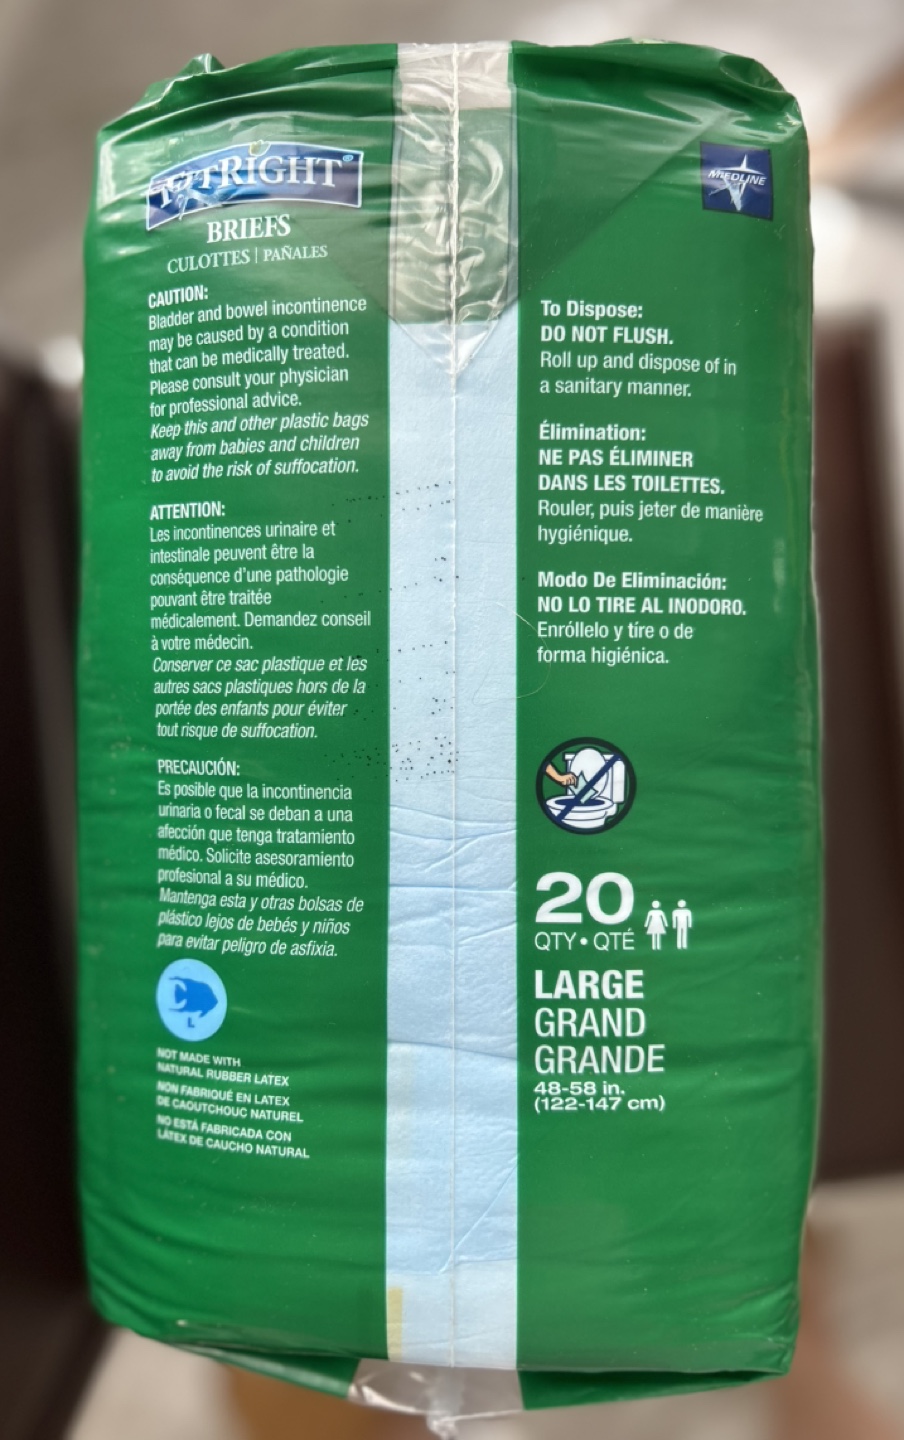 FITRIGHT®
BRIEFS
CULOTTES | PAÑALES
CAUTION:
Bladder and bowel incontinence
may be caused by a condition
that can be medically treated.
Please consult your physician
for professional advice.
Keep this and other plastic bags
away from babies and children
to avoid the risk of suffocation.
ATTENTION:
Les incontinences urinaire et
intestinale peuvent être la
conséquence d'une pathologie
pouvant être traitée
médicalement. Demandez conseil
à votre médecin.
Conserver ce sac plastique et les
autres sacs plastiques hors de la
portée des enfants pour éviter
tout risque de suffocation.
PRECAUCIÓN:
Es posible que la incontinencia
urinaria o fecal se deban a una
afección que tenga tratamiento
médico. Solicite asesoramiento
profesional a su médico.
Mantenga esta y otras bolsas de
plástico lejos de bebés y niños
para evitar peligro de asfixia.
C
L
NOT MADE WITH
NATURAL RUBBER LATEX
NON FABRIQUÉ EN LATEX
DE CAOUTCHOUC NATUREL
NO ESTÁ FABRICADA CON
LÁTEX DE CAUCHO NATURAL
MEDLINE
To Dispose:
DO NOT FLUSH.
Roll up and dispose of in
a sanitary manner.
Élimination:
NE PAS ÉLIMINER
DANS LES TOILETTES.
Rouler, puis jeter de manière
hygiénique.
Modo De Eliminación:
NO LO TIRE AL INODORO.
Enróllelo y tíre o de
forma higiénica.
20
QTY • QTÉ
LARGE
GRAND
GRANDE
48-58 in.
(122-147 cm)